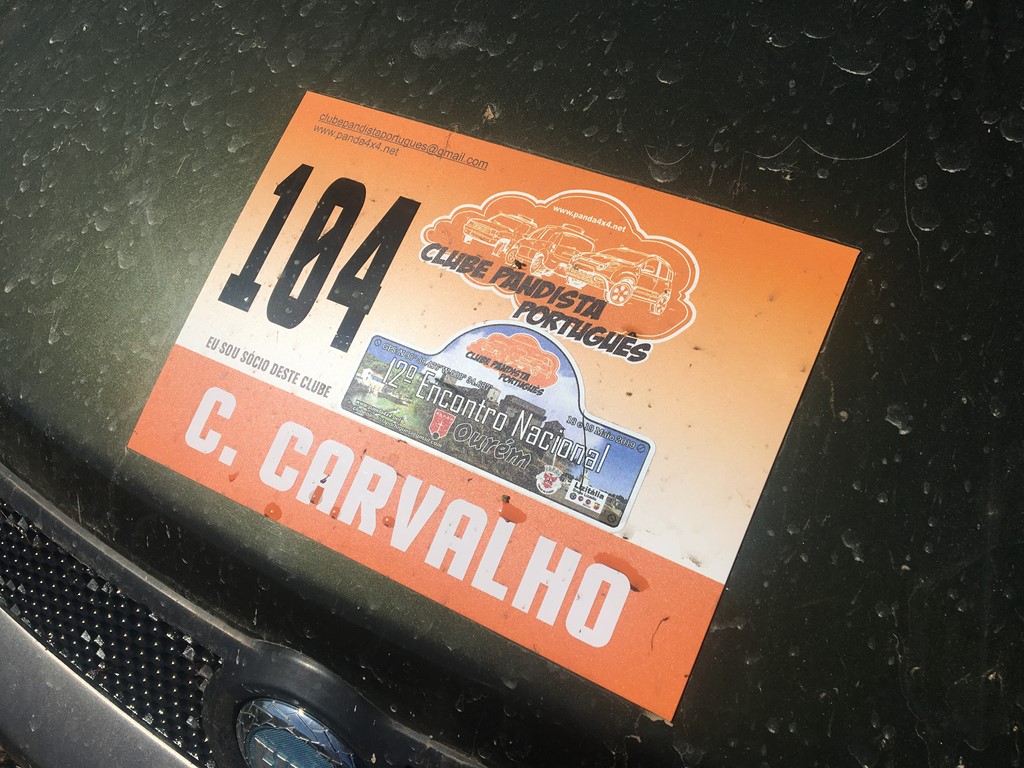 clubepandistaportugues@gmail.com
www.panda4x4.net
104
www.panda4x4.net
CLUBE PANDISTA
PORTUGUÊS
EU SOU SÓCIO DESTE CLUBE
CLUBE PANDISTA
PORTUGUÊS
12º Encontro Nacional
Ourém
C. CARVALHO